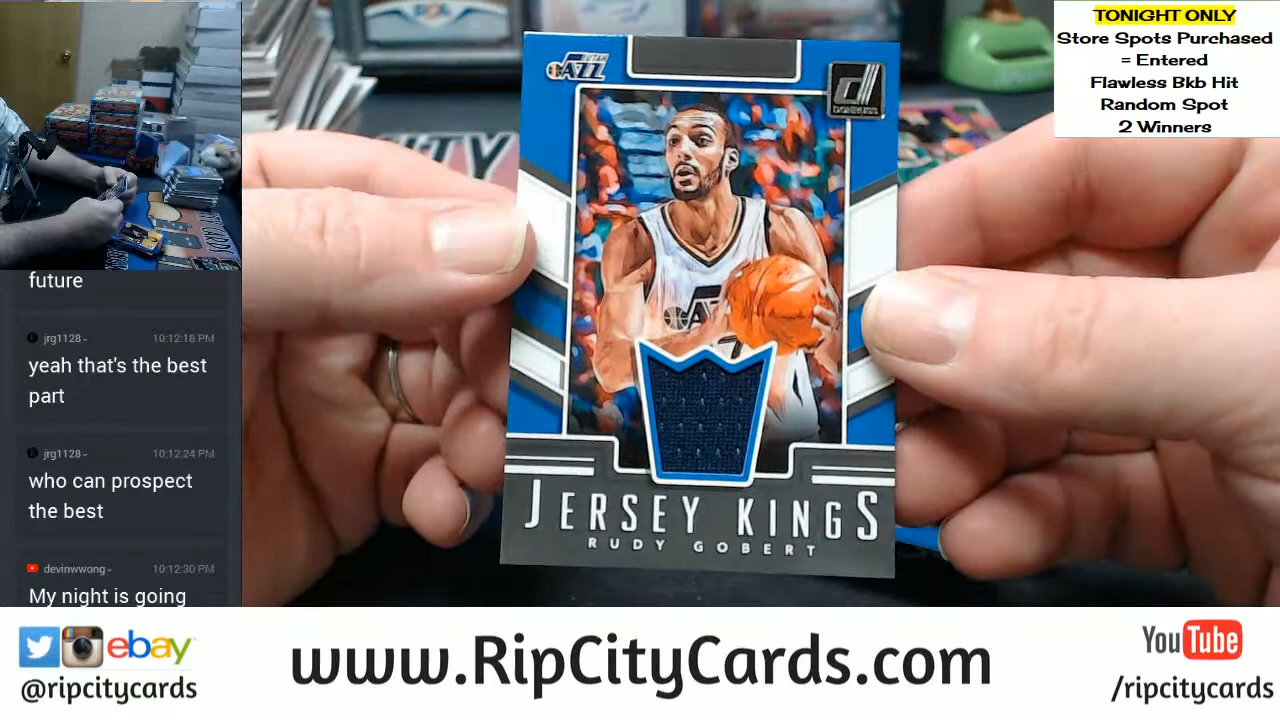 TONIGHT ONLY
Store Spots Purchased
= Entered
Flawless Bkb Hit
Random Spot
2 Winners
JAZZ
DONRUSS
JERSEY KINGS
RUDY GOBERT
future
jrg1128
10:12:18 PM
yeah that's the best
part
jrg1128
10:12:24 PM
who can prospect
the best
devinwwong
10:12:30 PM
My night is going
ebay
@ripcitycards
www.RipCityCards.com
YouTube
/ripcitycards